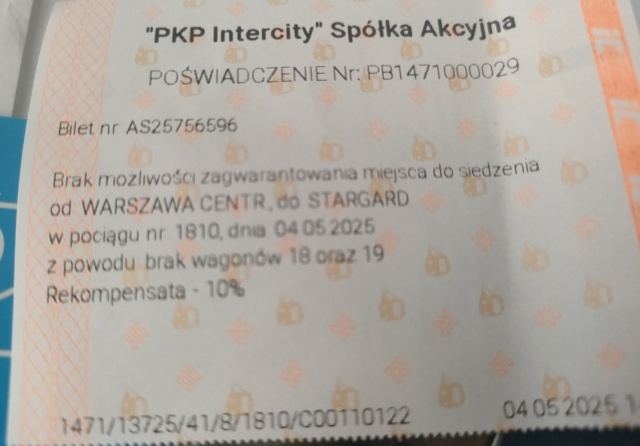 "PKP Intercity" Spółka Akcyjna
POŚWIADCZENIE Nr: PB1471000029
Bilet nr AS25756596
Brak możliwości zagwarantowania miejsca do siedzenia
od WARSZAWA CENTR. do STARGARD
w pociągu nr 1810, dnia 04 05 2025
z powodu brak wagonów 18 oraz 19
Rekompensata - 10%
1471/13725/41/8/1810/C00110122
04 05 2025 1